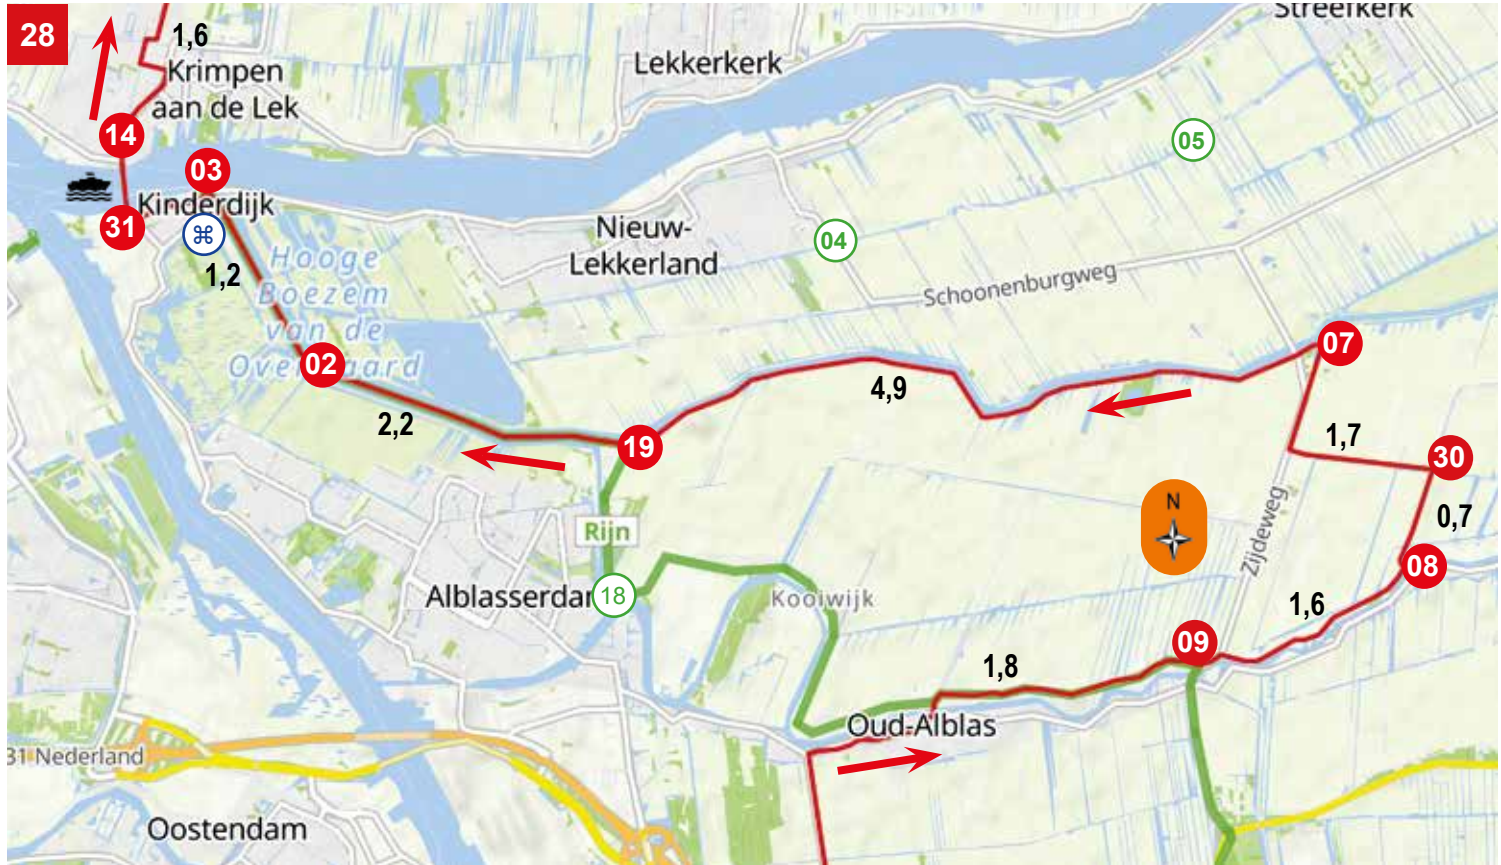 28
1,6
Streefkerk
Krimpen
aan de Lek
Lekkerkerk
14
05
03
Kinderdijk
31
⌘
Nieuw-
Lekkerland
04
1,2
Hooge
Boezem
van de
Schoonenburgweg
02
07
4,9
2,2
19
1,7
30
N
0,7
Rijn
Zijdeweg
08
Alblasserda
18
Kooiwijk
1,6
09
1,8
Oud-Alblas
31 Nederland
Oostendam